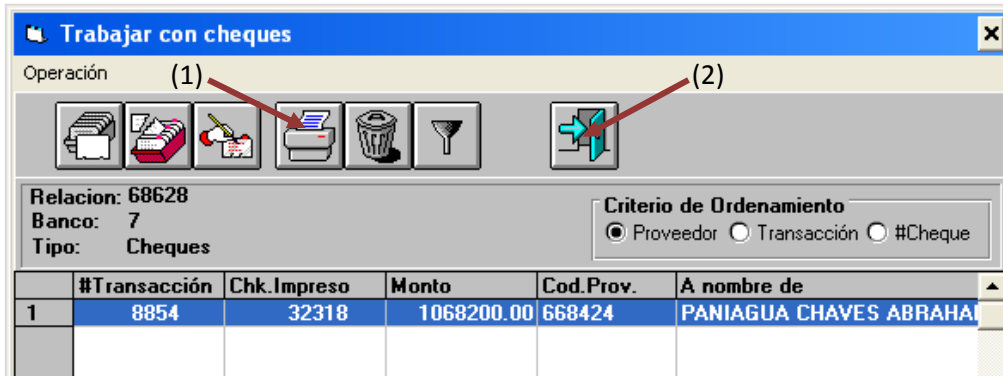 Trabajar con cheques
Operación
(1)
(2)
Relacion: 68628
Banco: 7
Tipo: Cheques
Criterio de Ordenamiento
Proveedor Transacción #Cheque
#Transacción Chk.Impreso Monto Cod.Prov. A nombre de
1 8854 32318 1068200.00 668424 PANIAGUA CHAVES